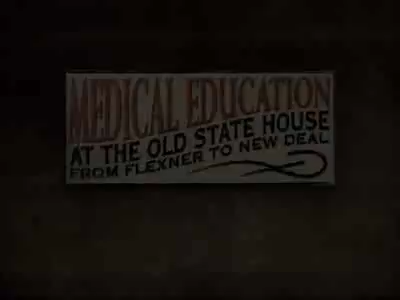 MEDICAL EDUCATION
AT THE OLD STATE HOUSE
FROM FLEXNER TO NEW DEAL